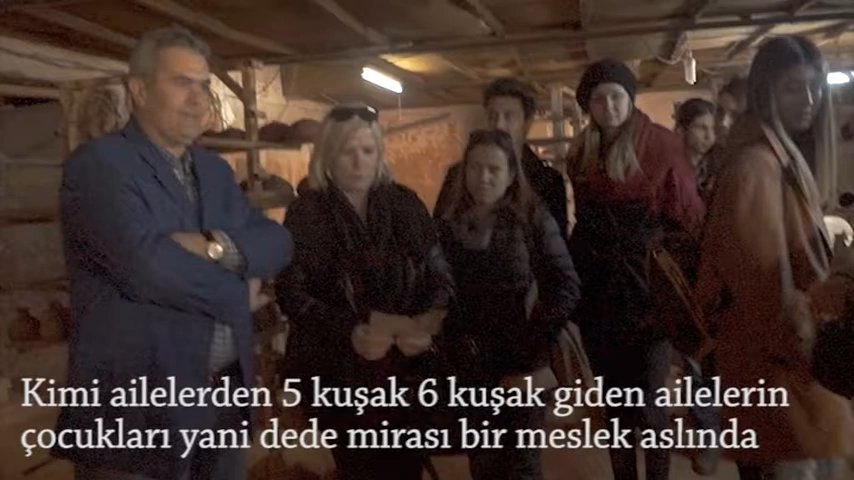 Kimi ailelerden 5 kuşak 6 kuşak giden ailelerin
çocukları yani dede mirası bir meslek aslında